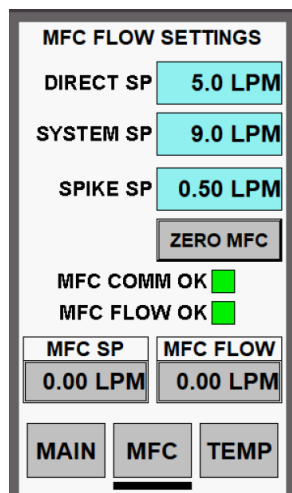 MFC FLOW SETTINGS
DIRECT SP 5.0 LPM
SYSTEM SP 9.0 LPM
SPIKE SP 0.50 LPM
ZERO MFC
MFC COMM OK
MFC FLOW OK
MFC SP MFC FLOW
0.00 LPM 0.00 LPM
MAIN MFC TEMP